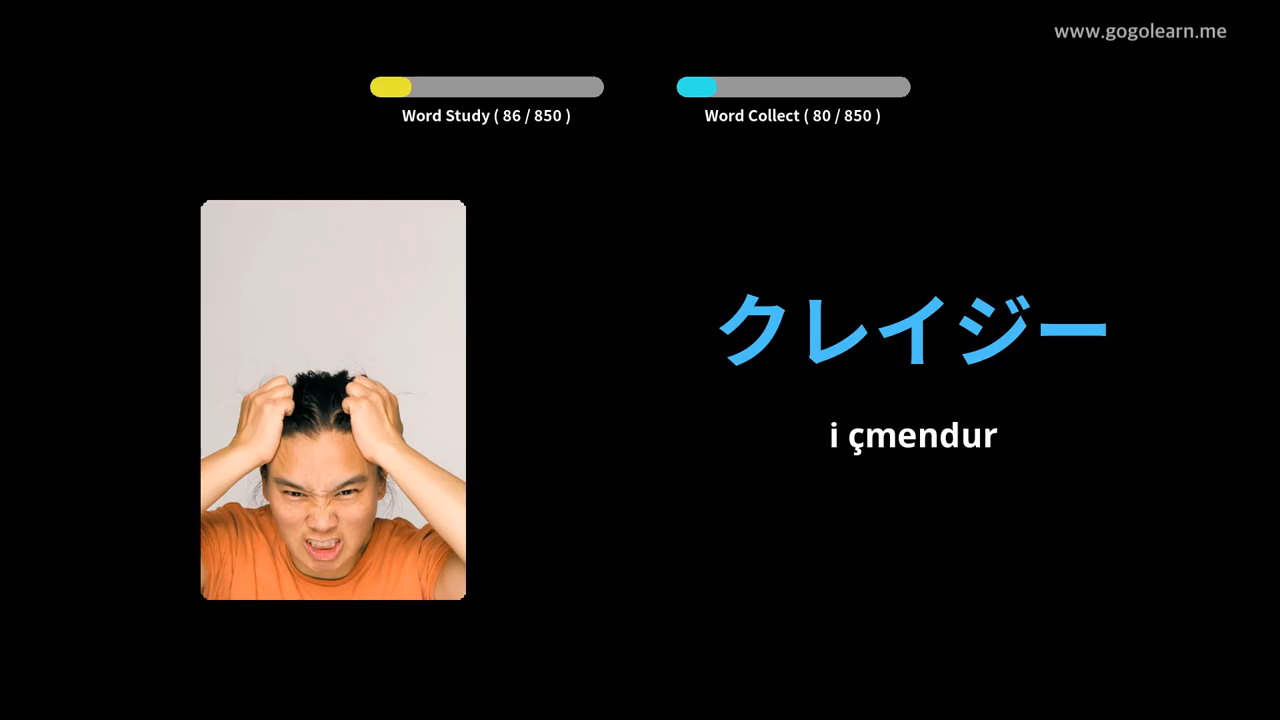 www.gogolearn.me
Word Study ( 86 / 850 )
Word Collect ( 80 / 850 )
クレイジー
i çmendur